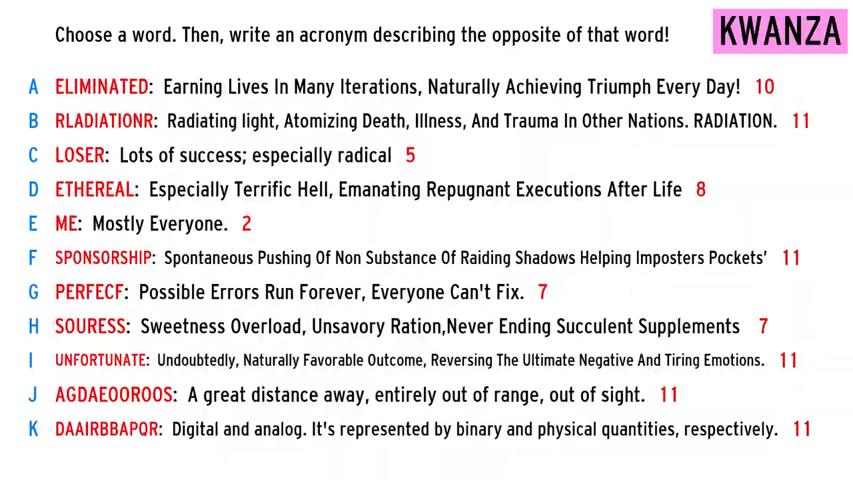 Choose a word. Then, write an acronym describing the opposite of that word! KWANZA
A ELIMINATED: Earning Lives In Many Iterations, Naturally Achieving Triumph Every Day! 10
B RLADIATIONR: Radiating light, Atomizing Death, Illness, And Trauma In Other Nations. RADIATION. 11
C LOSER: Lots of success; especially radical 5
D ETHEREAL: Especially Terrific Hell, Emanating Repugnant Executions After Life 8
E ME: Mostly Everyone. 2
F SPONSORSHIP: Spontaneous Pushing Of Non Substance Of Raiding Shadows Helping Imposters Pockets' 11
G PERFECF: Possible Errors Run Forever, Everyone Can't Fix. 7
H SOURESS: Sweetness Overload, Unsavory Ration,Never Ending Succulent Supplements 7
I UNFORTUNATE: Undoubtedly, Naturally Favorable Outcome, Reversing The Ultimate Negative And Tiring Emotions. 11
J AGDAEOOROOS: A great distance away, entirely out of range, out of sight. 11
K DAAIRBBAPQR: Digital and analog. It's represented by binary and physical quantities, respectively. 11